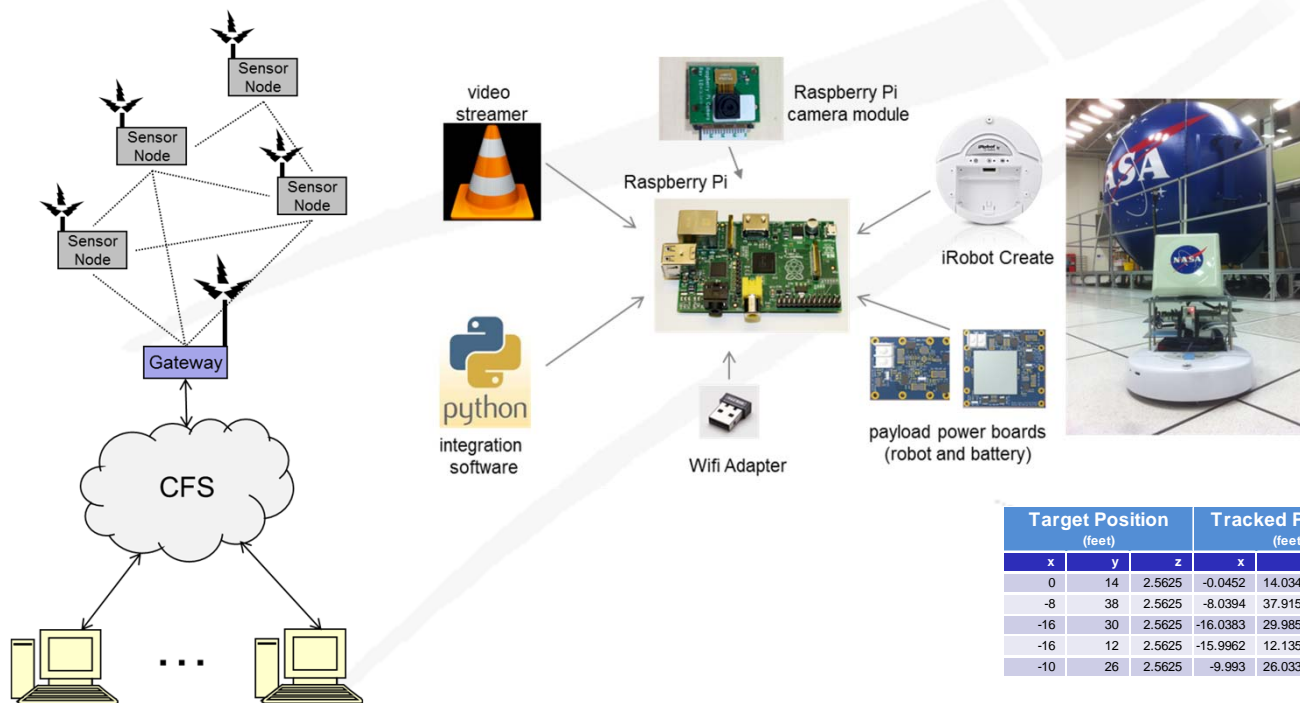 Sensor
Node
Sensor
Node
Sensor
Node
Sensor
Node
Gateway
CFS
...
video
streamer
Raspberry Pi
camera module
Raspberry Pi
iRobot Create
python
integration
software
Wifi Adapter
payload power boards
(robot and battery)
NASA
NASA
Target Position
(feet)
Tracked P
(feet
x y z x
0 14 2.5625 -0.0452 14.034
-8 38 2.5625 -8.0394 37.915
-16 30 2.5625 -16.0383 29.985
-16 12 2.5625 -15.9962 12.135
-10 26 2.5625 -9.993 26.033